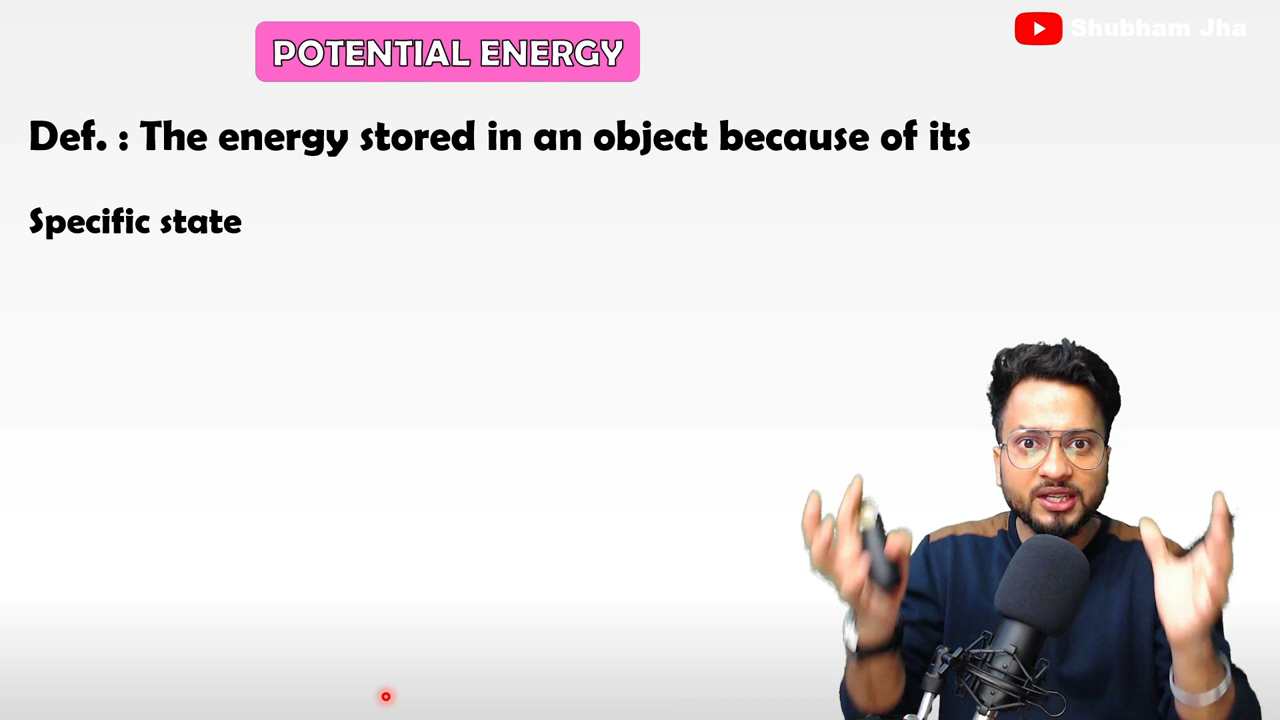 POTENTIAL ENERGY
Shubham Jha
Def. : The energy stored in an object because of its
Specific state